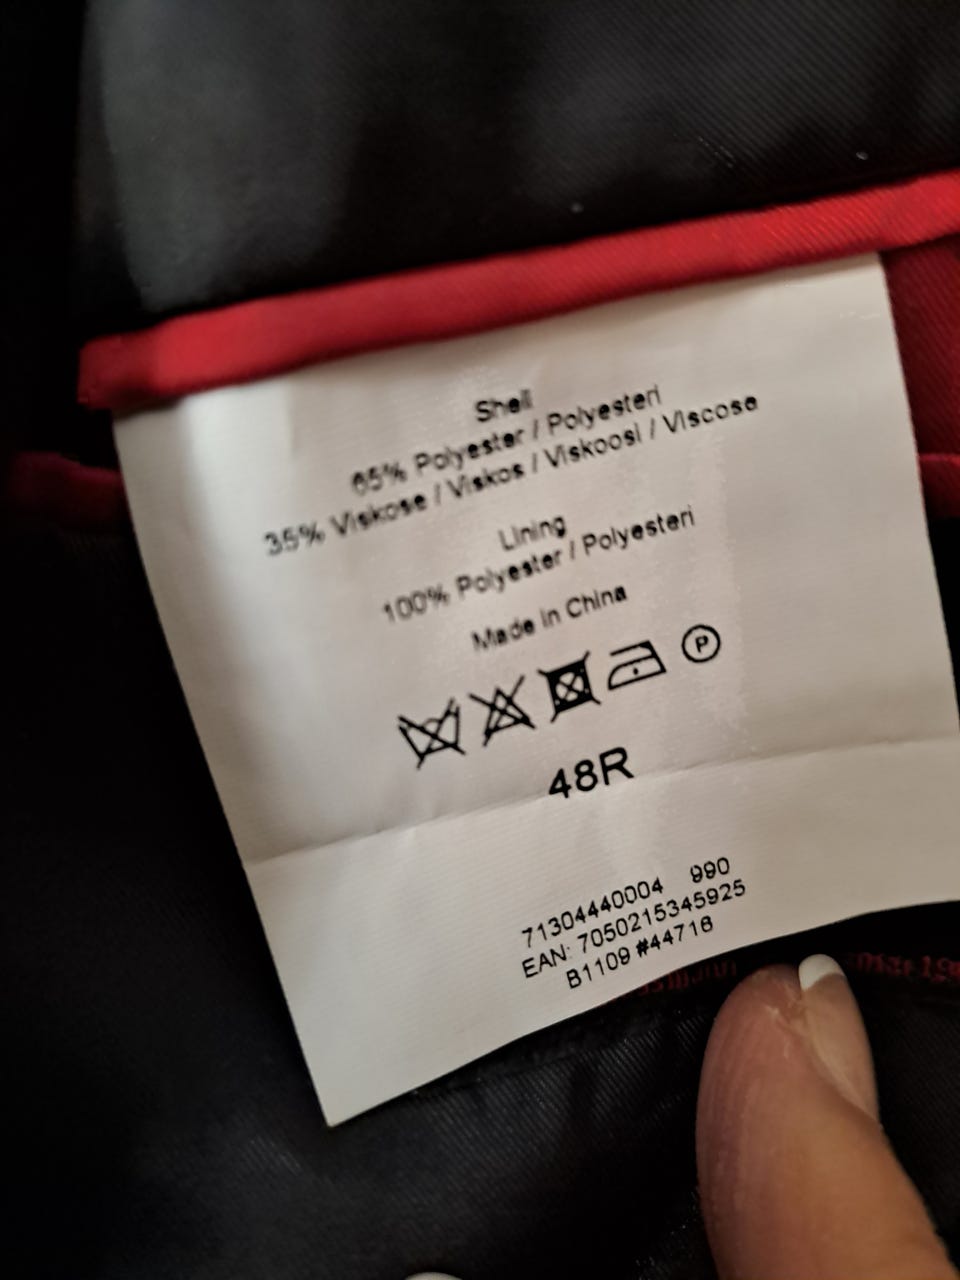 Shell
65% Polyester / Polyesteri
35% Viskose / Viskos / Viskoosi / Viscose
Lining
100% Polyester / Polyesteri
Made in China
P
48R
71304440004 990
EAN: 7050215345925
B1109 #44716